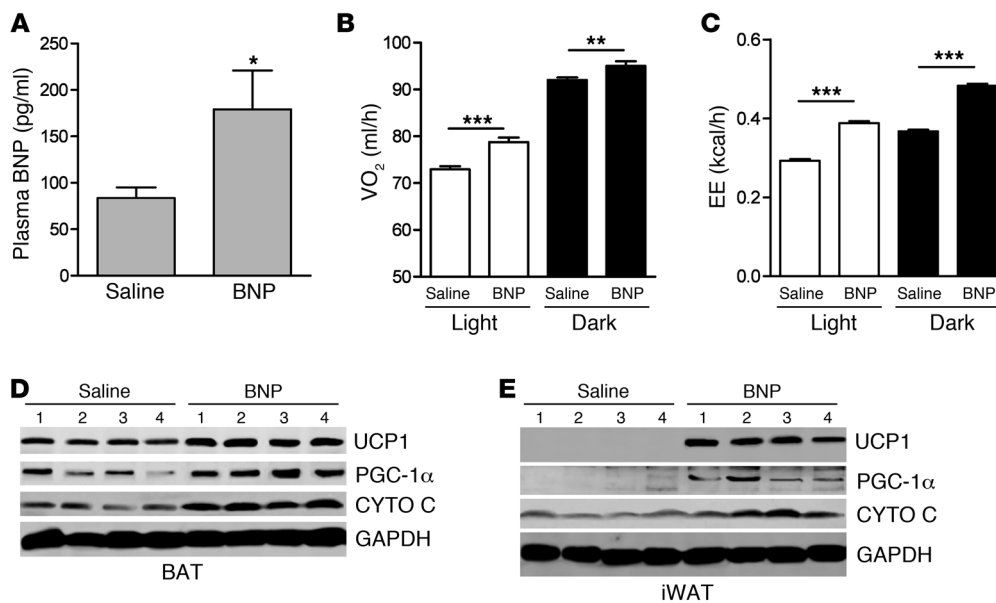 A
Plasma BNP (pg/ml)
250
200
150
100
50
0
*
Saline BNP
B
VO2 (ml/h)
100
90
80
70
60
50
***
**
Saline BNP Saline BNP
Light Dark
C
EE (kcal/h)
0.6
0.4
0.2
0.0
***
***
Saline BNP Saline BNP
Light Dark
D
Saline BNP
1 2 3 4 1 2 3 4
UCP1
PGC-1α
CYTO C
GAPDH
BAT
E
Saline BNP
1 2 3 4 1 2 3 4
UCP1
PGC-1α
CYTO C
GAPDH
iWAT